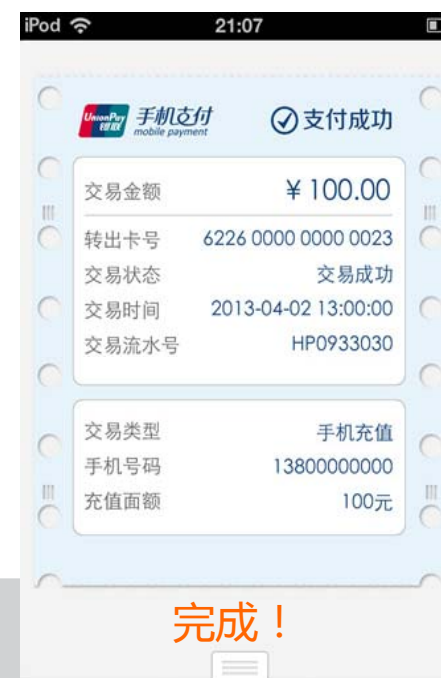 iPod 21:07
UnionPay 银联 手机支付 mobile payment 支付成功
交易金额 ¥ 100.00
转出卡号 6226 0000 0000 0023
交易状态 交易成功
交易时间 2013-04-02 13:00:00
交易流水号 HP0933030
交易类型 手机充值
手机号码 13800000000
充值面额 100元
完成！